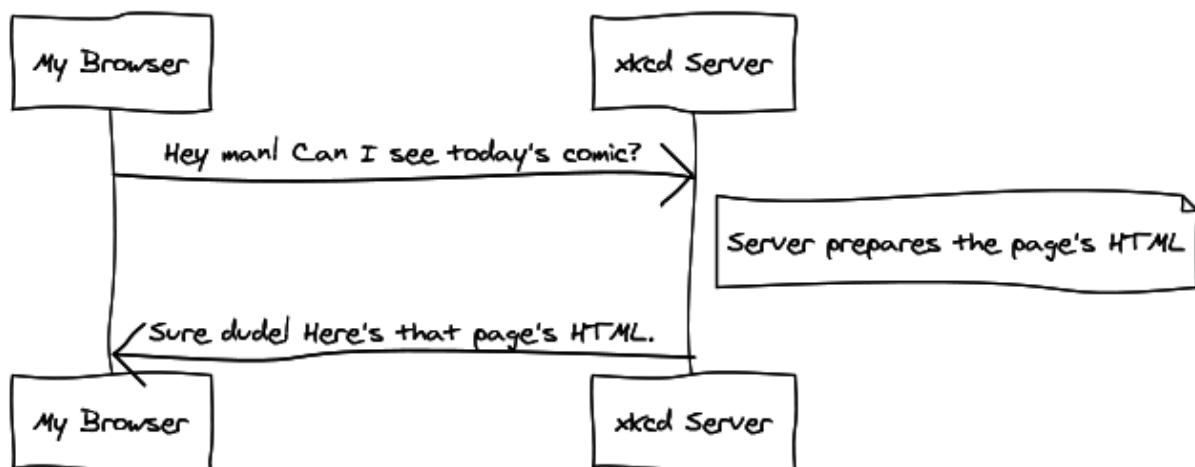 My Browser
xkcd Server
Hey man! Can I see today's comic?
Server prepares the page's HTML
Sure dude! Here's that page's HTML.
My Browser
xkcd Server